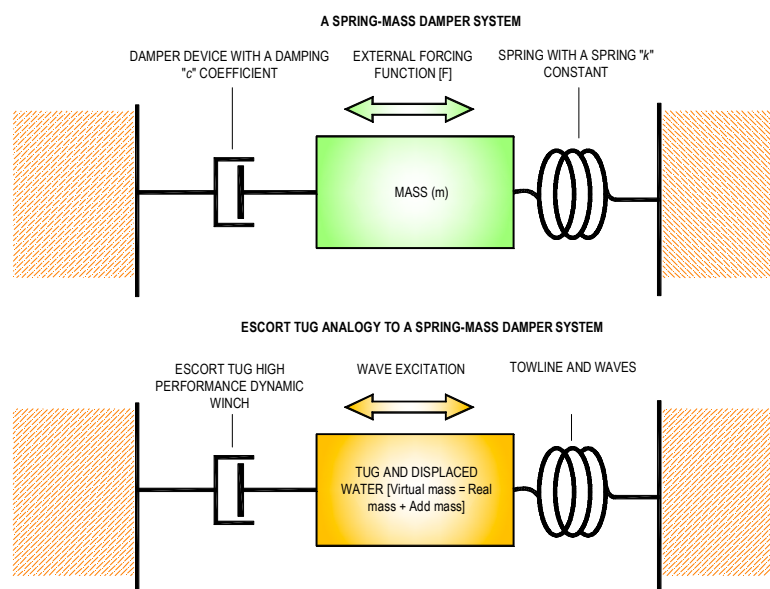 A SPRING-MASS DAMPER SYSTEM
DAMPER DEVICE WITH A DAMPING
"c" COEFFICIENT
EXTERNAL FORCING
FUNCTION [F]
SPRING WITH A SPRING "k"
CONSTANT
MASS (m)
ESCORT TUG ANALOGY TO A SPRING-MASS DAMPER SYSTEM
ESCORT TUG HIGH
PERFORMANCE DYNAMIC
WINCH
WAVE EXCITATION
TOWLINE AND WAVES
TUG AND DISPLACED
WATER [Virtual mass = Real
mass + Add mass]